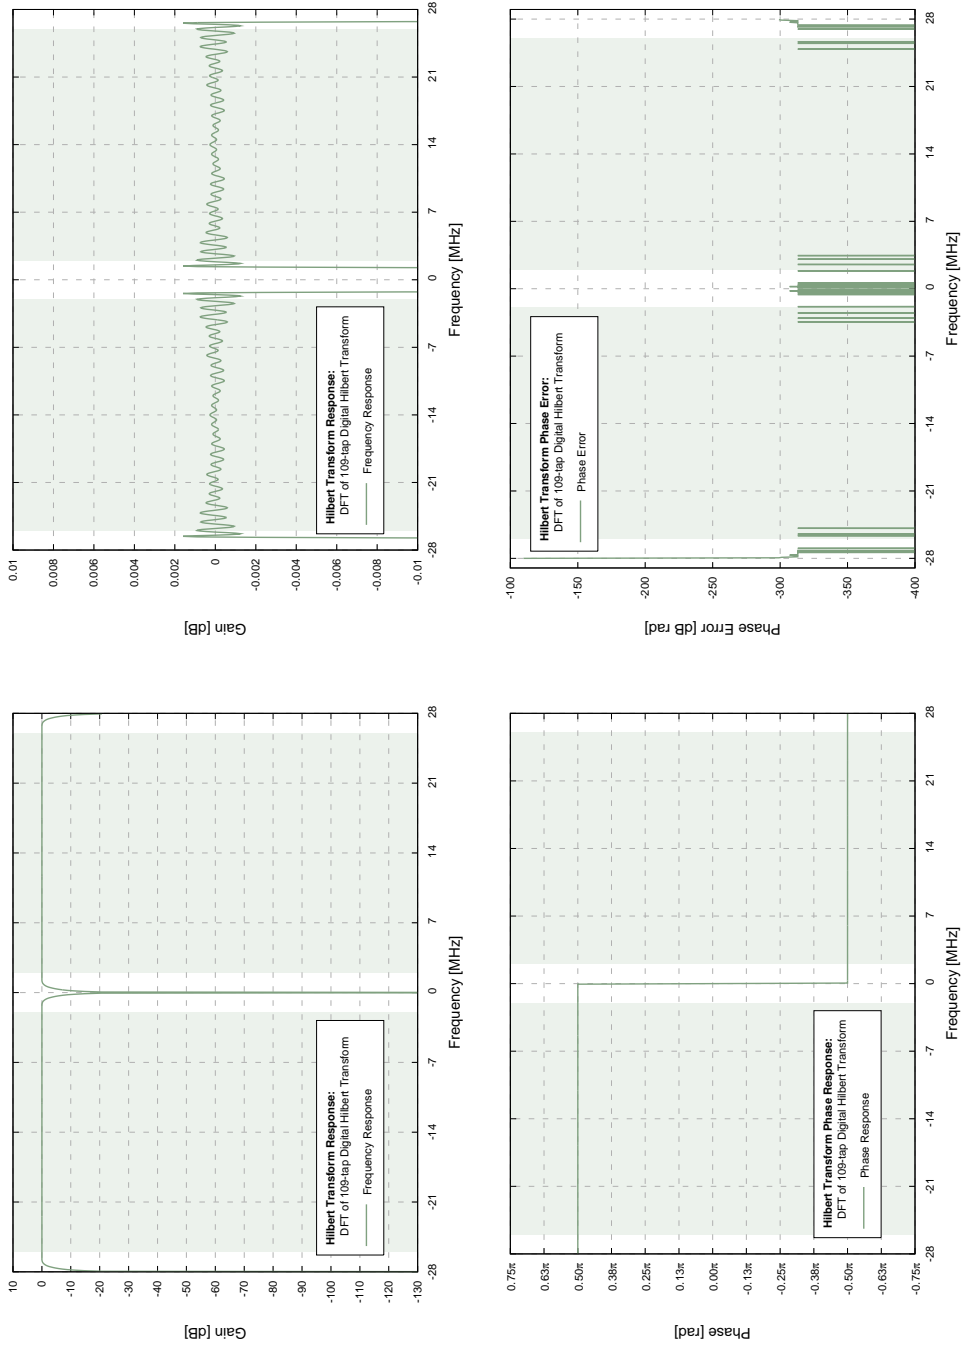 10
0
-10
-20
-30
-40
-50
-60
-70
-80
-90
-100
-110
-120
-130
Gain [dB]
Hilbert Transform Response:
DFT of 109-tap Digital Hilbert Transform
Frequency Response
-28 -21 -14 -7 0 7 14 21 28
Frequency [MHz]
0.01
0.008
0.006
0.004
0.002
0
-0.002
-0.004
-0.006
-0.008
-0.01
Gain [dB]
Hilbert Transform Response:
DFT of 109-tap Digital Hilbert Transform
Frequency Response
-28 -21 -14 -7 0 7 14 21 28
Frequency [MHz]
0.75π
0.63π
0.50π
0.38π
0.25π
0.13π
0.00π
-0.13π
-0.25π
-0.38π
-0.50π
-0.63π
-0.75π
Phase [rad]
Hilbert Transform Phase Response:
DFT of 109-tap Digital Hilbert Transform
Phase Response
-28 -21 -14 -7 0 7 14 21 28
Frequency [MHz]
-100
-150
-200
-250
-300
-350
-400
Phase Error [dB rad]
Hilbert Transform Phase Error:
DFT of 109-tap Digital Hilbert Transform
Phase Error
-28 -21 -14 -7 0 7 14 21 28
Frequency [MHz]